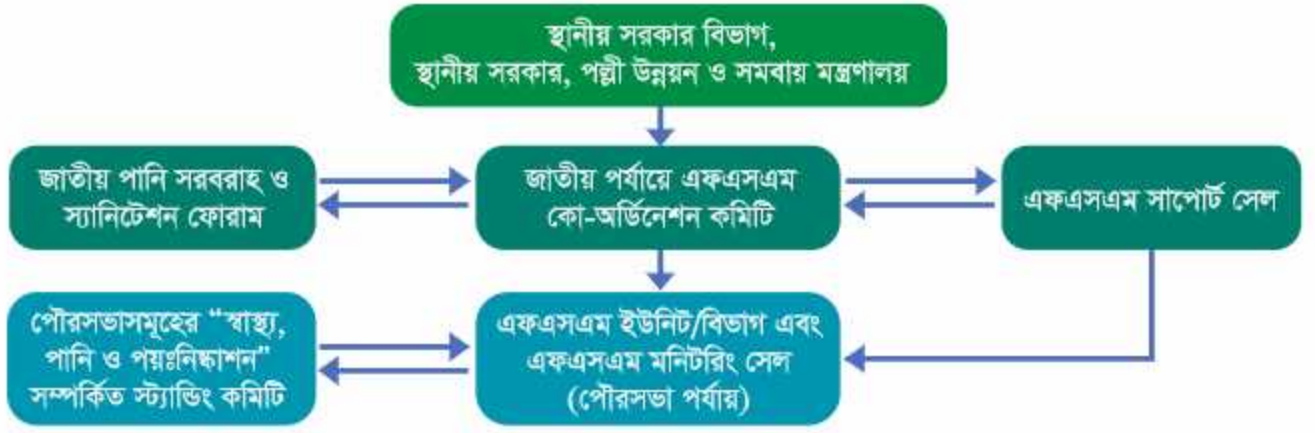 স্থানীয় সরকার বিভাগ,
স্থানীয় সরকার, পল্লী উন্নয়ন ও সমবায় মন্ত্রণালয়
জাতীয় পানি সরবরাহ ও
স্যানিটেশন ফোরাম
জাতীয় পর্যায়ে এফএসএম
কো-অর্ডিনেশন কমিটি
এফএসএম সাপোর্ট সেল
পৌরসভাসমূহের “স্বাস্থ্য,
পানি ও পয়ঃনিষ্কাশন”
সম্পর্কিত স্ট্যান্ডিং কমিটি
এফএসএম ইউনিট/বিভাগ এবং
এফএসএম মনিটরিং সেল
(পৌরসভা পর্যায়)